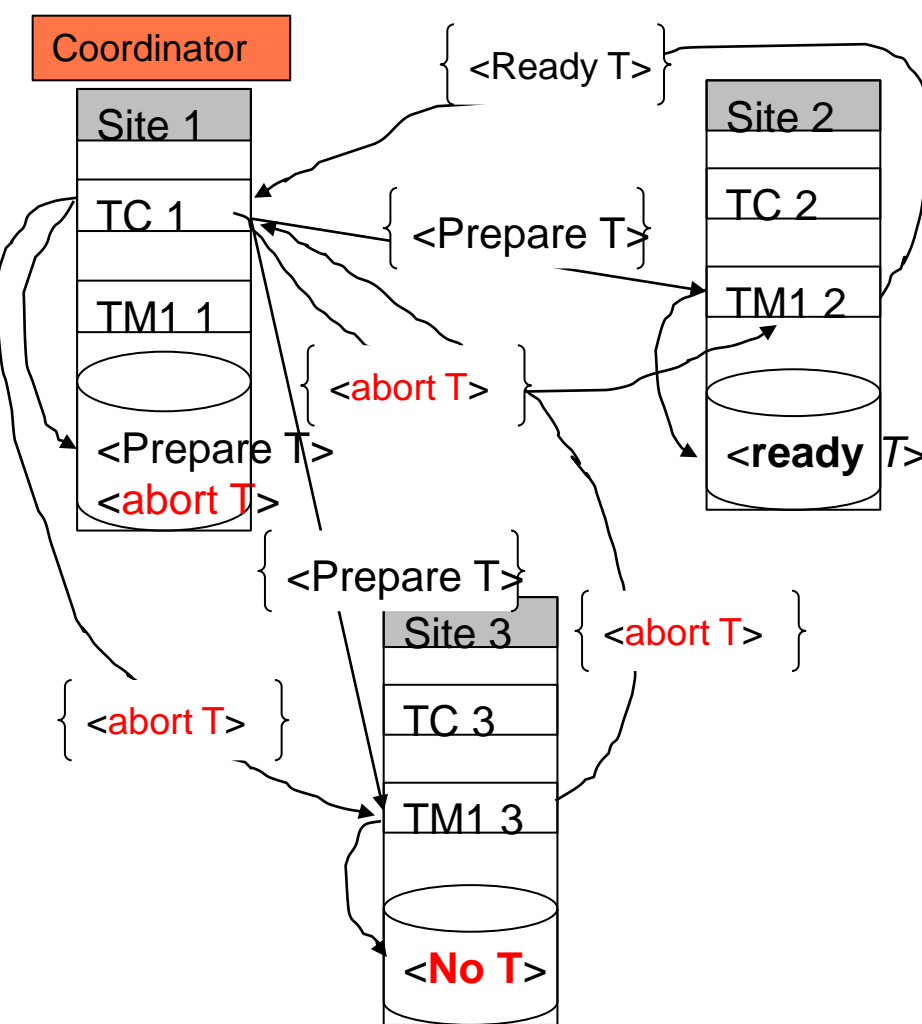 Coordinator
<Ready T>
Site 1
Site 2
TC 1
TC 2
<Prepare T>
TM1 1
TM1 2
<abort T>
<Prepare T>
<abort T>
<ready T>
<Prepare T>
Site 3
<abort T>
<abort T>
TC 3
TM1 3
<No T>